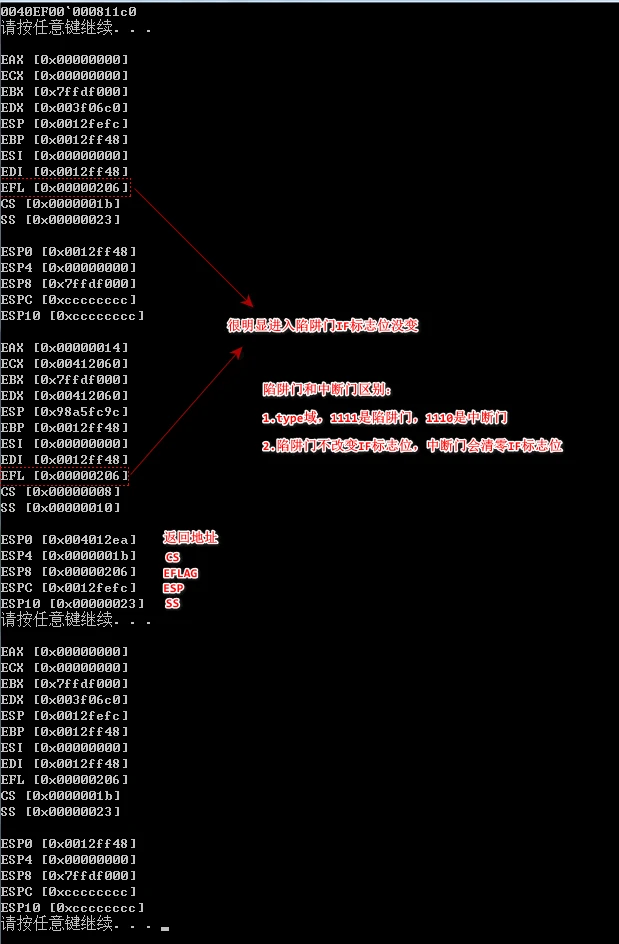 0040EF00`000811c0
请按任意键继续. . .
EAX [0x00000000]
ECX [0x00000000]
EBX [0x7ffdf000]
EDX [0x003f06c0]
ESP [0x0012fefc]
EBP [0x0012ff48]
ESI [0x00000000]
EDI [0x0012ff48]
EFL [0x00000206]
CS [0x0000001b]
SS [0x00000023]
ESP0 [0x0012ff48]
ESP4 [0x00000000]
ESP8 [0x7ffdf000]
ESPC [0xcccccccc]
ESP10 [0xcccccccc]
很明显进入陷阱门IF标志位没变
EAX [0x00000014]
ECX [0x00412060]
EBX [0x7ffdf000]
EDX [0x00412060]
ESP [0x98a5fc9c]
EBP [0x0012ff48]
ESI [0x00000000]
EDI [0x0012ff48]
EFL [0x00000206]
CS [0x00000008]
SS [0x00000010]
陷阱门和中断门区别:
1.type域, 1111是陷阱门, 1110是中断门
2.陷阱门不改变IF标志位, 中断门会清零IF标志位
ESP0 [0x004012ea] 返回地址
ESP4 [0x0000001b] CS
ESP8 [0x00000206] EFLAG
ESPC [0x0012fefc] ESP
ESP10 [0x00000023] SS
请按任意键继续. . .
EAX [0x00000000]
ECX [0x00000000]
EBX [0x7ffdf000]
EDX [0x003f06c0]
ESP [0x0012fefc]
EBP [0x0012ff48]
ESI [0x00000000]
EDI [0x0012ff48]
EFL [0x00000206]
CS [0x0000001b]
SS [0x00000023]
ESP0 [0x0012ff48]
ESP4 [0x00000000]
ESP8 [0x7ffdf000]
ESPC [0xcccccccc]
ESP10 [0xcccccccc]
请按任意键继续. . .